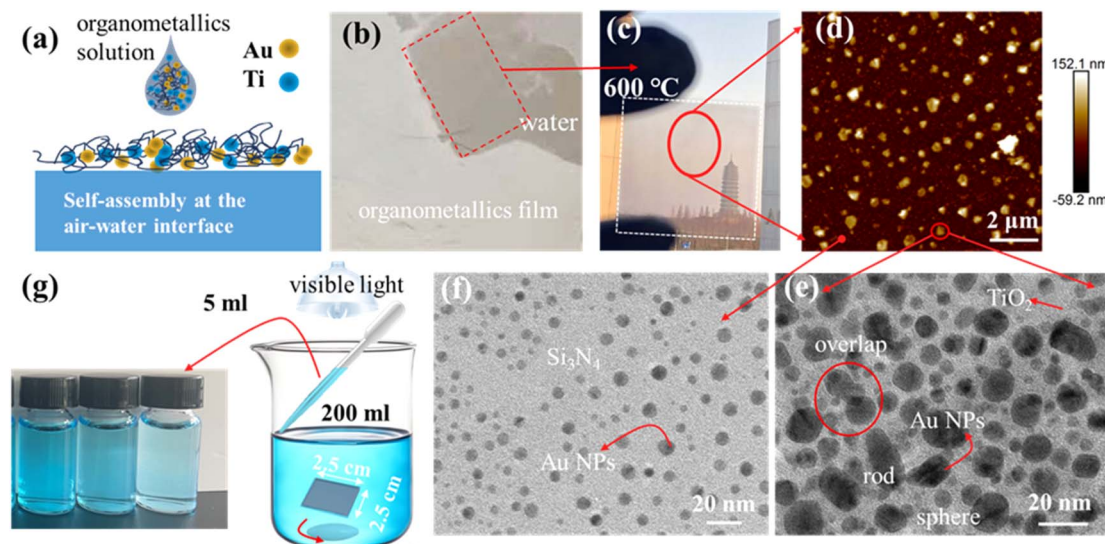 (a)
organometallics
solution
Au
Ti
Self-assembly at the
air-water interface
(b)
water
organometallics film
(c)
600 °C
(d)
152.1 nm
-59.2 nm
2 μm
(g)
5 ml
visible light
200 ml
2.5 cm
2.5 cm
(f)
Si₃N₄
Au NPs
20 nm
(e)
TiO₂
overlap
Au NPs
rod
sphere
20 nm